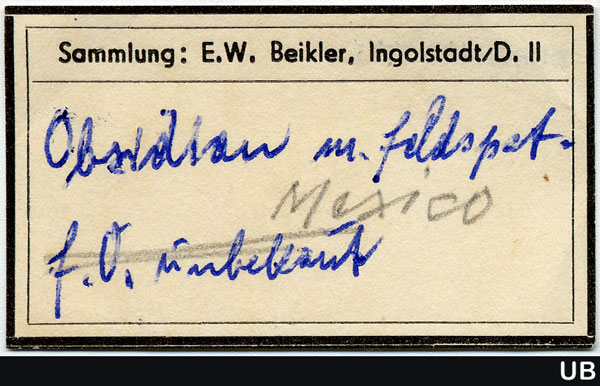 Sammlung: E.W. Beikler, Ingolstadt/D. II
Obsidian m. Feldspat.
Mexico
f.O. unbekannt
UB